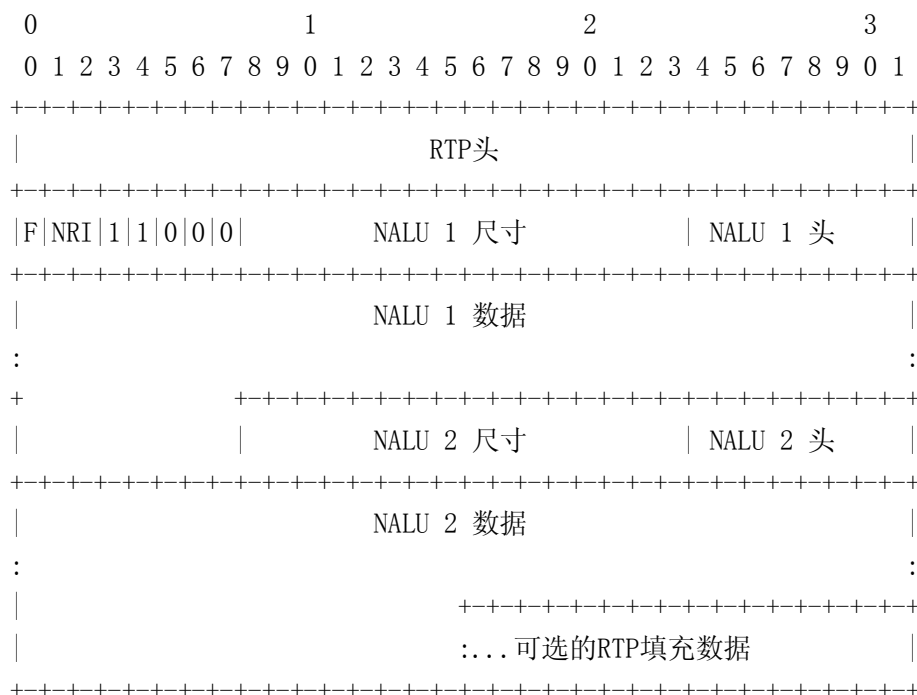 0 1 2 3
0 1 2 3 4 5 6 7 8 9 0 1 2 3 4 5 6 7 8 9 0 1 2 3 4 5 6 7 8 9 0 1
+-+-+-+-+-+-+-+-+-+-+-+-+-+-+-+-+-+-+-+-+-+-+-+-+-+-+-+-+-+-+-+-+
| RTP头 |
+-+-+-+-+-+-+-+-+-+-+-+-+-+-+-+-+-+-+-+-+-+-+-+-+-+-+-+-+-+-+-+-+
|F|NRI|1|1|0|0|0| NALU 1 尺寸 | NALU 1 头 |
+-+-+-+-+-+-+-+-+-+-+-+-+-+-+-+-+-+-+-+-+-+-+-+-+-+-+-+-+-+-+-+-+
| NALU 1 数据 |
: :
+ +-+-+-+-+-+-+-+-+-+-+-+-+-+-+-+-+-+-+-+-+-+-+-+-+
| | NALU 2 尺寸 | NALU 2 头 |
+-+-+-+-+-+-+-+-+-+-+-+-+-+-+-+-+-+-+-+-+-+-+-+-+-+-+-+-+-+-+-+-+
| NALU 2 数据 |
: :
| +-+-+-+-+-+-+-+-+-+-+-+-+-+-+-+-+
| :...可选的RTP填充数据 |
+-+-+-+-+-+-+-+-+-+-+-+-+-+-+-+-+-+-+-+-+-+-+-+-+-+-+-+-+-+-+-+-+